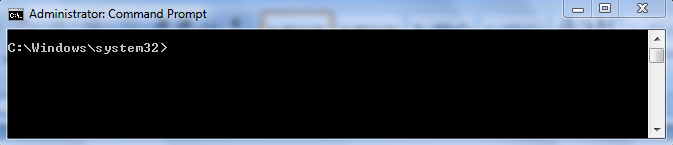 Administrator: Command Prompt
C:\Windows\system32>